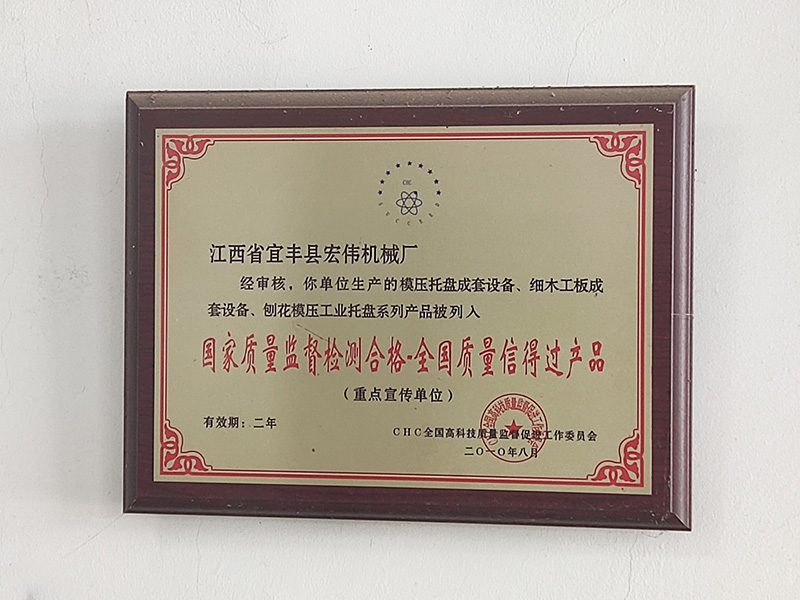 CHC
江西省宜丰县宏伟机械厂
经审核，你单位生产的模压托盘成套设备、细木工板成
套设备、刨花模压工业托盘系列产品被列入
国家质量监督检测合格-全国质量信得过产品
（重点宣传单位）
有效期：二年
CHC全国高科技质量监督促进工作委员会
二〇一〇年八月